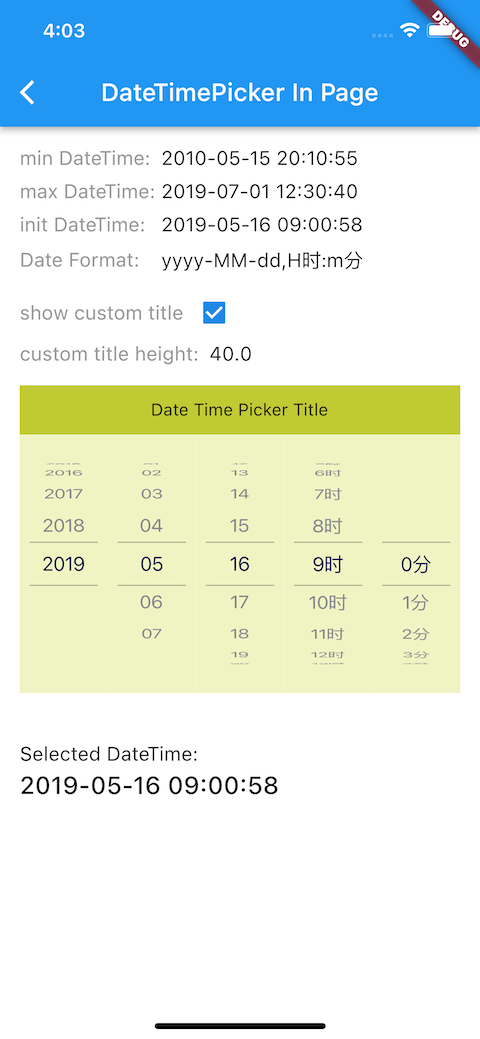 4:03
DEBUG
DateTimePicker In Page
min DateTime: 2010-05-15 20:10:55
max DateTime: 2019-07-01 12:30:40
init DateTime: 2019-05-16 09:00:58
Date Format: yyyy-MM-dd,H时:m分
show custom title
custom title height: 40.0
Date Time Picker Title
2016 02 13 6时
2017 03 14 7时
2018 04 15 8时
2019 05 16 9时 0分
06 17 10时 1分
07 18 11时 2分
19 12时 3分
Selected DateTime:
2019-05-16 09:00:58